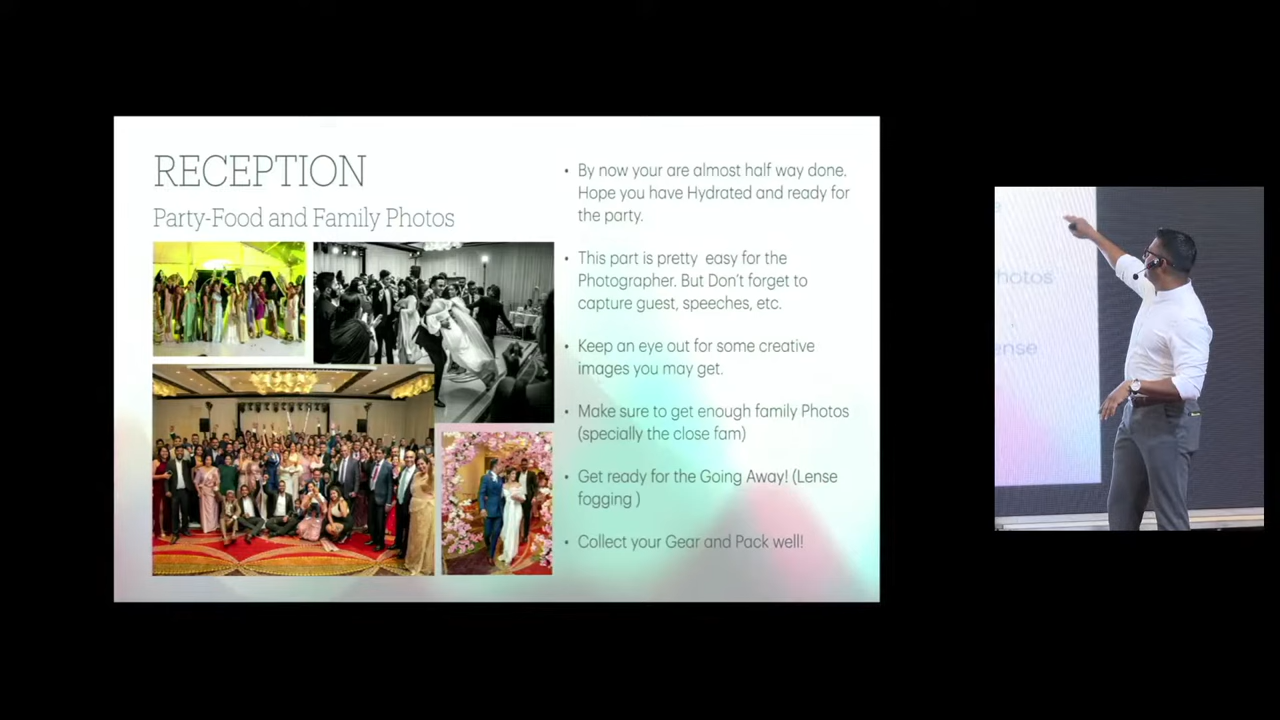 RECEPTION
Party-Food and Family Photos
• By now your are almost half way done.
Hope you have Hydrated and ready for
the party.
• This part is pretty easy for the
Photographer. But Don't forget to
capture guest, speeches, etc.
• Keep an eye out for some creative
images you may get.
• Make sure to get enough family Photos
(specially the close fam)
• Get ready for the Going Away! (Lense
fogging )
• Collect your Gear and Pack well!
hotos
ense